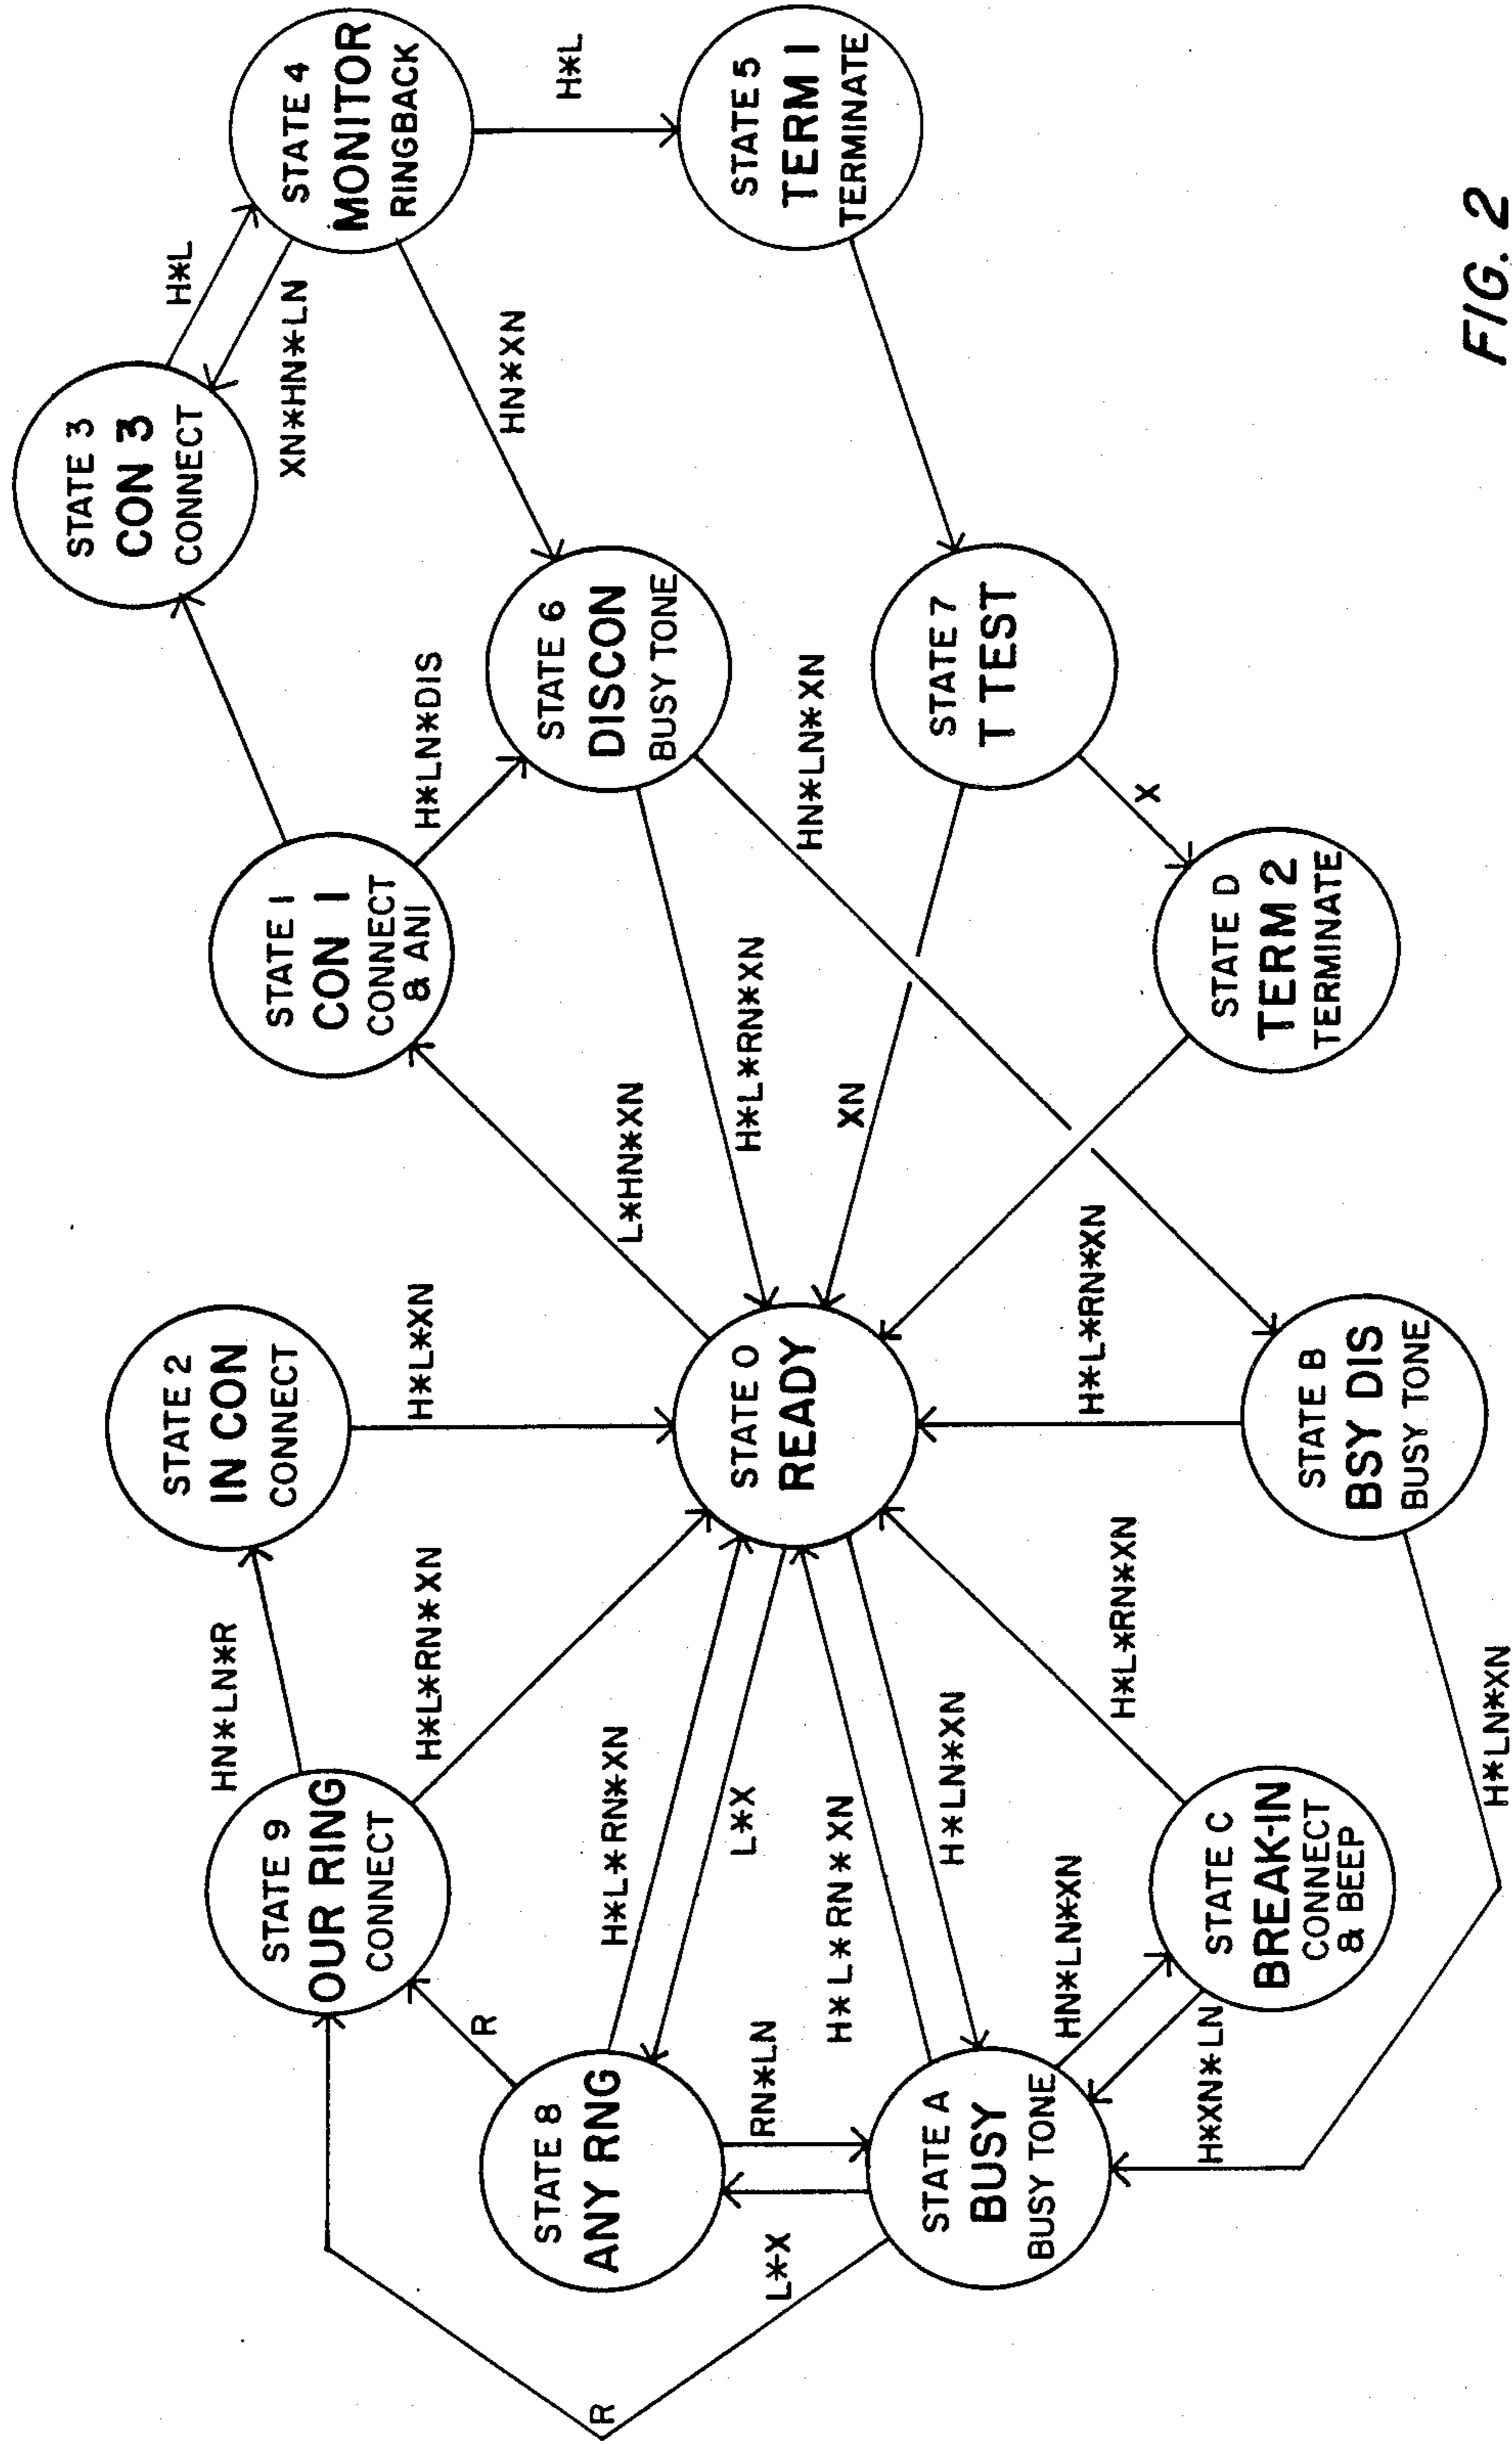 STATE 9
OUR RING
CONNECT
HN*LN*R
STATE 2
IN CON
CONNECT
H*L*XN
H*L*RN*XN
STATE 1
CON 1
CONNECT
& ANI
STATE 3
CON 3
CONNECT
H*L
XN*HN*LN
STATE 4
MONITOR
RINGBACK
H*L
R
R
STATE 8
ANY RNG
H*L*RN*XN
L*X
L*HN*XN
H*LN*DIS
STATE 6
DISCON
BUSY TONE
HN*XN
L*X
RN*LN
H*L*RN*XN
H*LN*XN
STATE 0
READY
H*L*RN*XN
XN
HN*LN*XN
STATE 5
TERM 1
TERMINATE
STATE A
BUSY
BUSY TONE
HN*LN*XN
H*XN*LN
STATE C
BREAK-IN
CONNECT
& BEEP
H*L*RN*XN
H*L*RN*XN
STATE 7
T TEST
X
STATE D
TERM 2
TERMINATE
STATE B
BSY DIS
BUSY TONE
H*LN*XN
FIG. 2